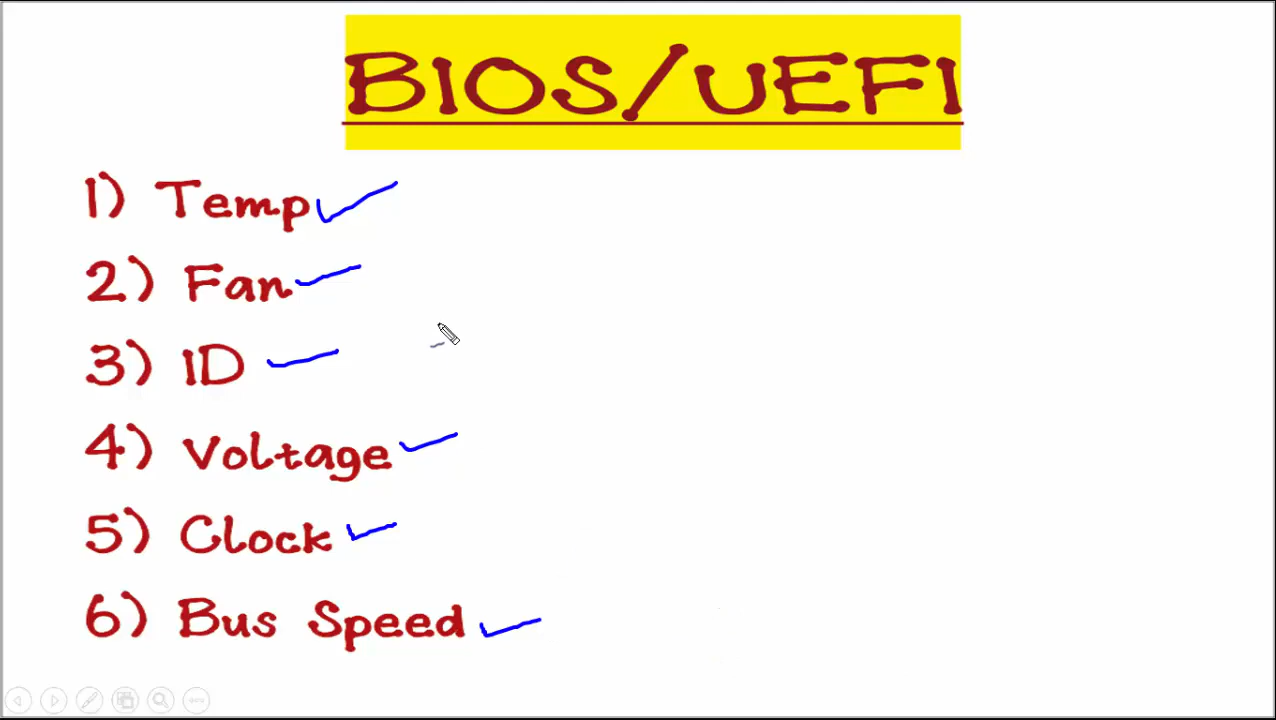 BIOS/UEFI
1) Temp
2) Fan
3) ID
4) Voltage
5) Clock
6) Bus Speed